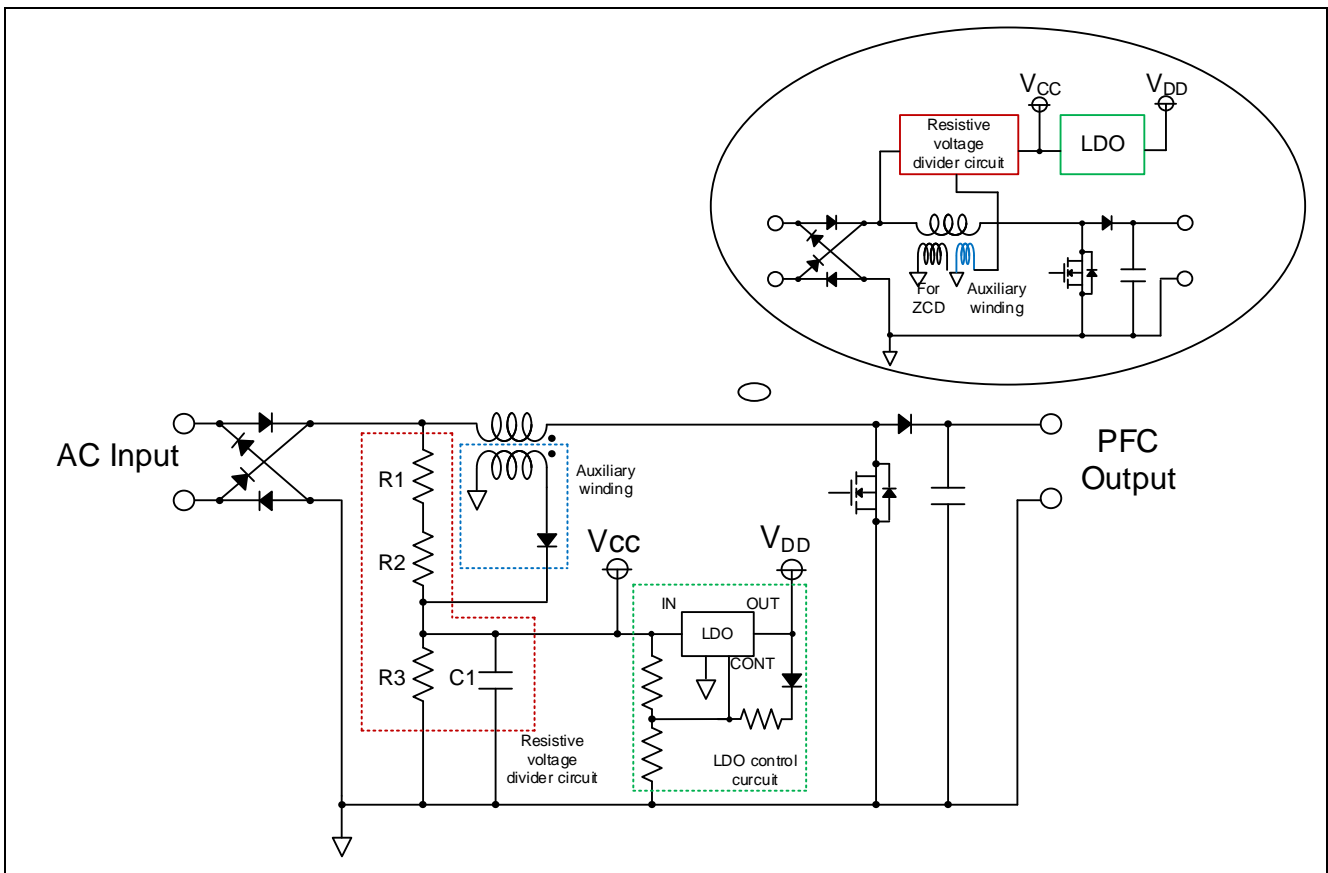 VCC
VDD
Resistive
voltage
divider circuit
LDO
For
ZCD
Auxiliary
winding
AC Input
PFC
Output
R1
R2
R3
C1
Auxiliary
winding
Vcc
VDD
IN
OUT
LDO
CONT
Resistive
voltage
divider circuit
LDO control
curcuit